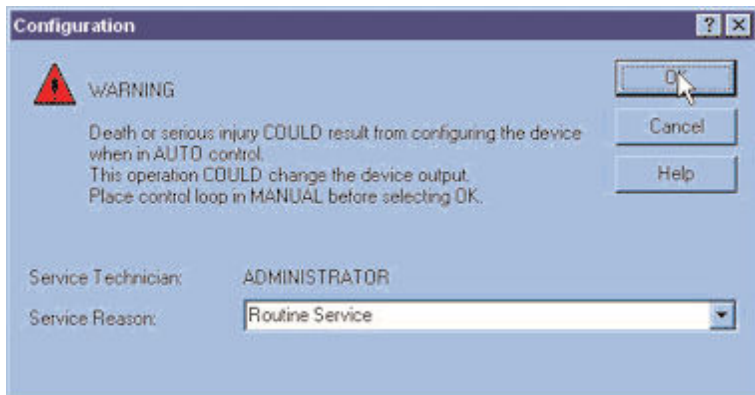 Configuration
WARNING
OK
Death or serious injury COULD result from configuring the device
when in AUTO control.
This operation COULD change the device output.
Place control loop in MANUAL before selecting OK.
Cancel
Help
Service Technician: ADMINISTRATOR
Service Reason: Routine Service